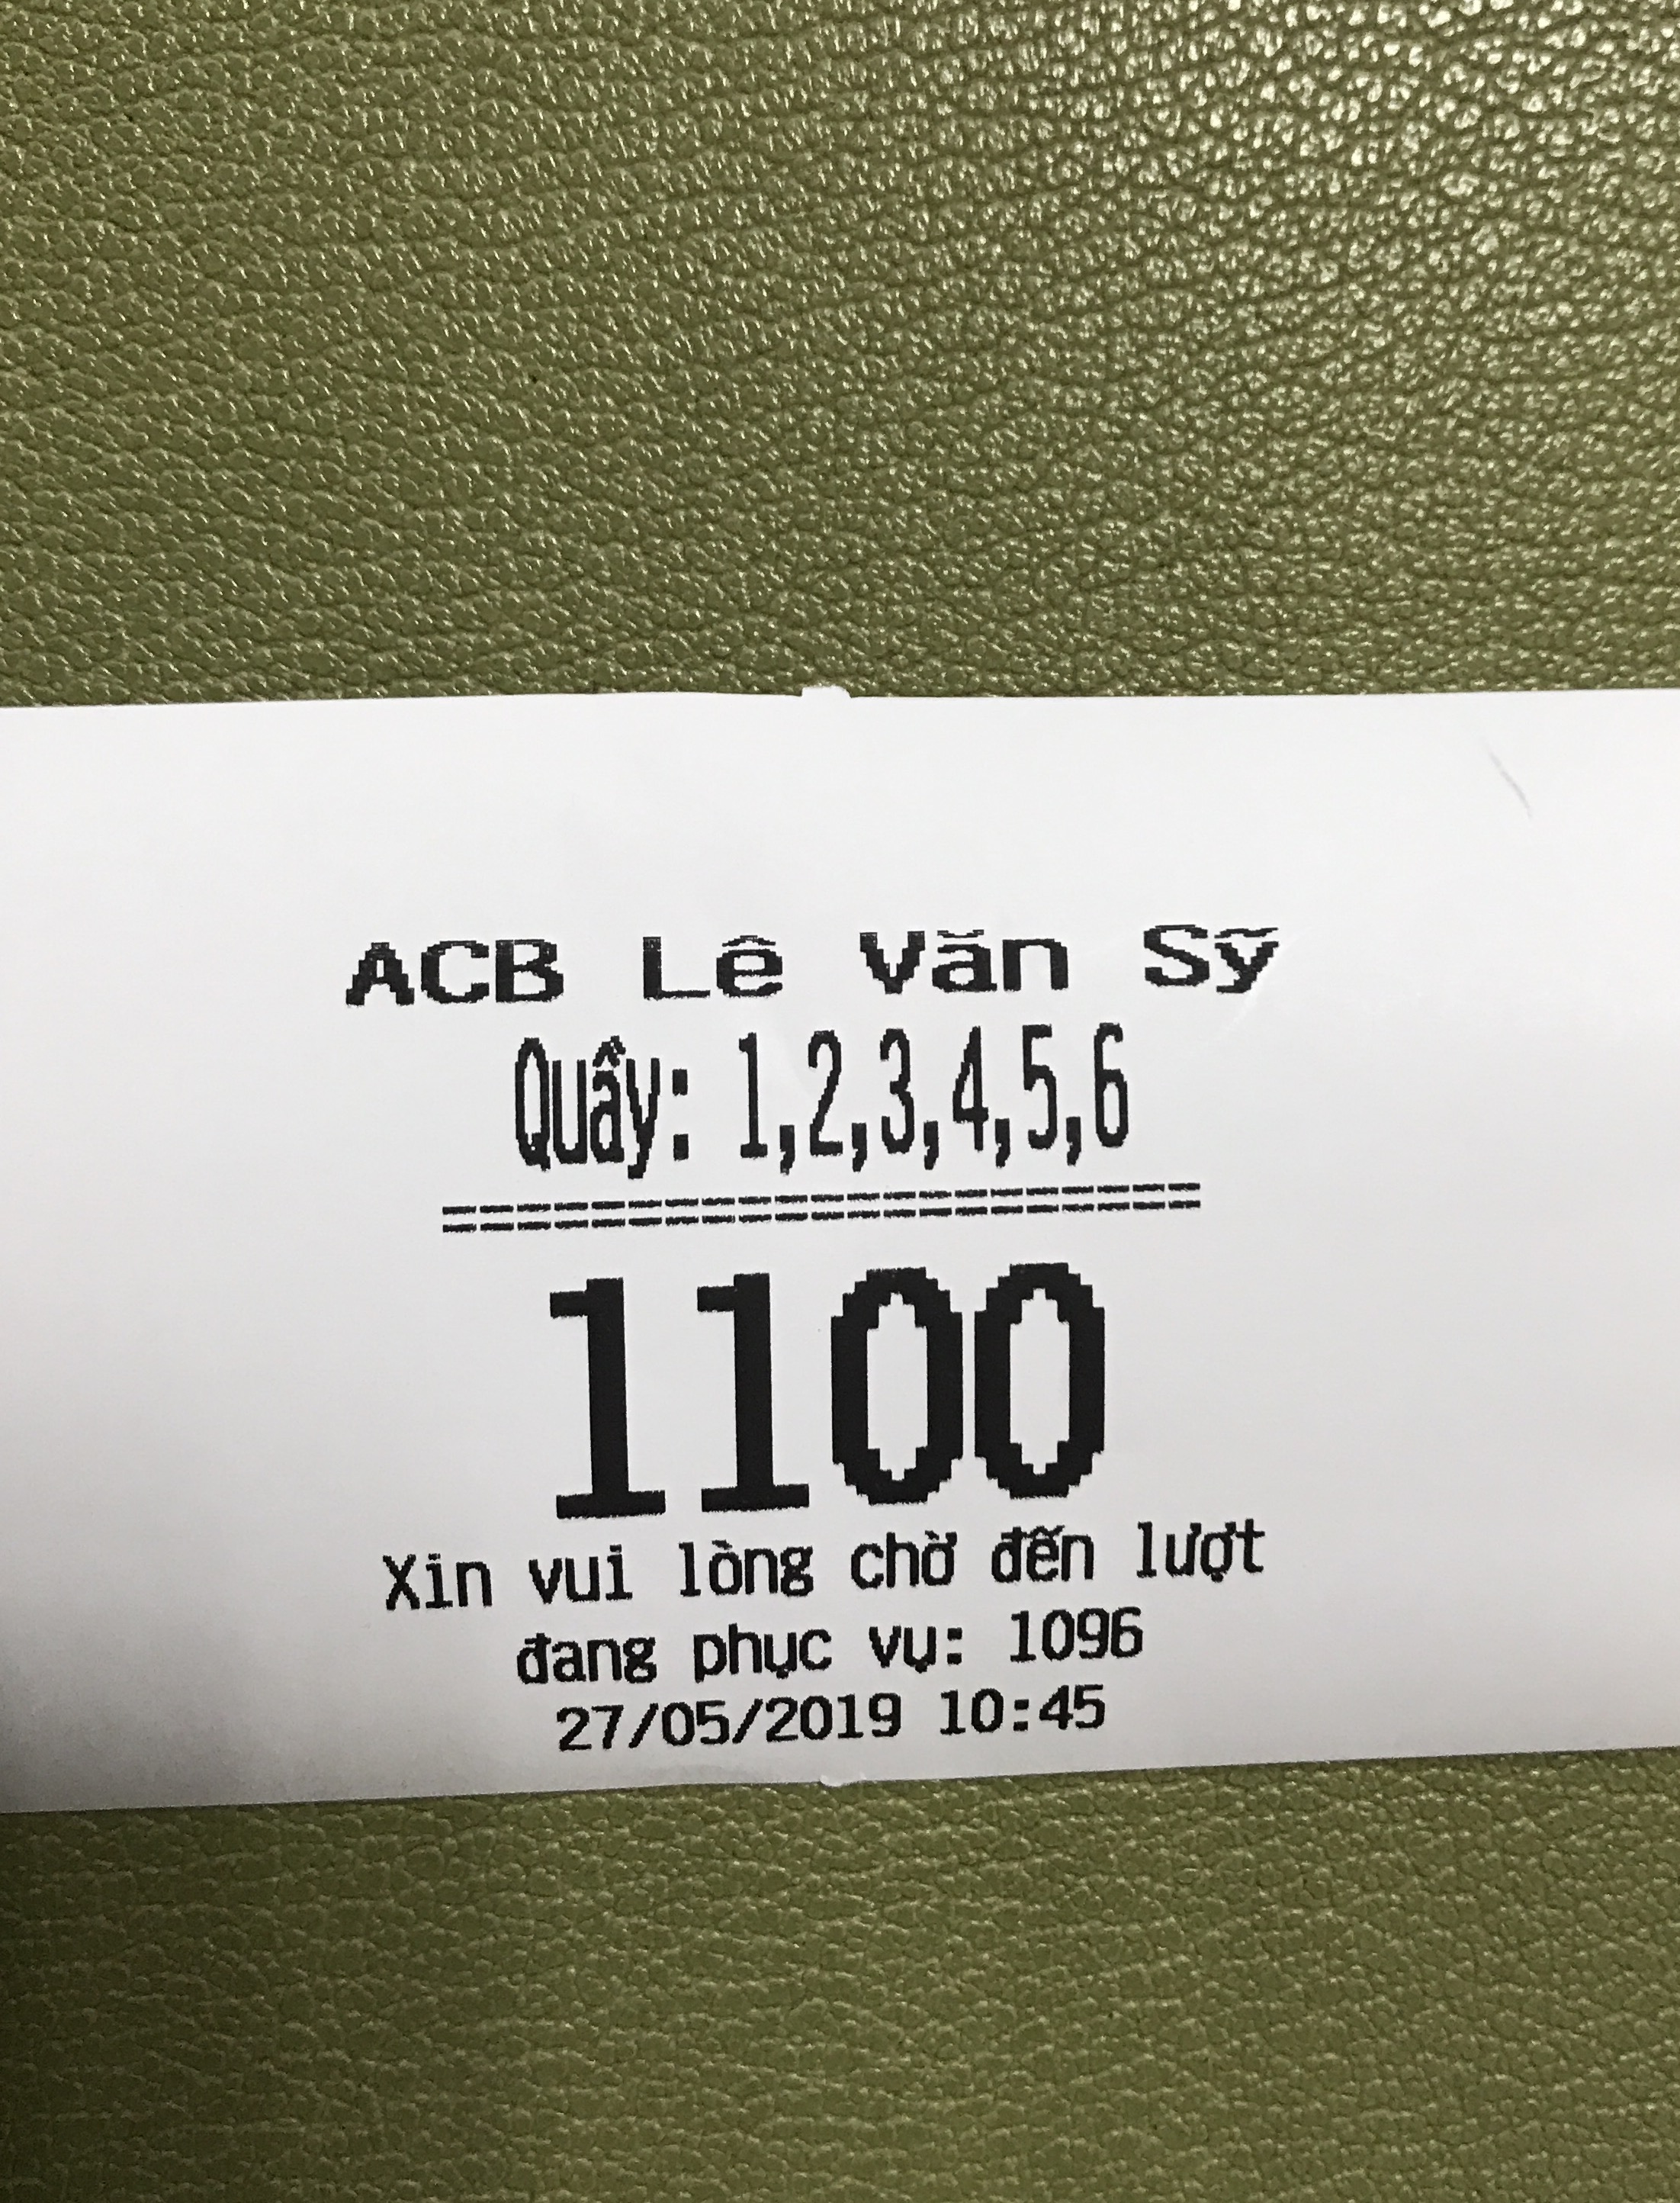 ACB Lê Văn Sỹ
Quầy: 1,2,3,4,5,6
1100
Xin vui lòng chờ đến lượt
đang phục vụ: 1096
27/05/2019 10:45